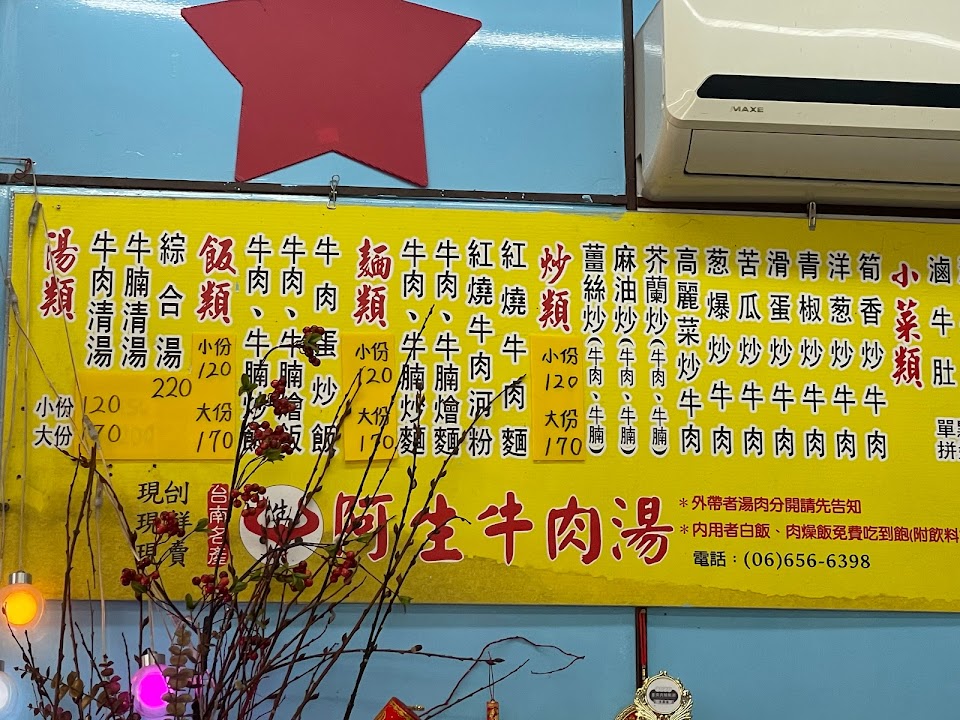 MAXE
湯類
牛肉清湯
牛腩清湯
綜合湯
220
小份 120
大份 170
飯類
小份
120
大份
170
牛肉、牛腩炒飯
牛肉、牛腩燴飯
牛肉蛋炒飯
麵類
小份
120
大份
170
牛肉、牛腩炒麵
牛肉、牛腩燴麵
紅燒牛肉河粉
紅燒牛肉麵
炒類
小份
120
大份
170
薑絲炒(牛肉、牛腩)
麻油炒(牛肉、牛腩)
芥蘭炒(牛肉、牛腩)
高麗菜炒牛肉
葱爆炒牛肉
苦瓜炒牛肉
滑蛋炒牛肉
青椒炒牛肉
洋葱炒牛肉
筍香炒牛肉
小菜類
滷牛肚
現刣
現鮮
現賣
台南名產
阿生牛肉湯
*外帶者湯肉分開請先告知
*內用者白飯、肉燥飯免費吃到飽(附飲料
電話：(06)656-6398